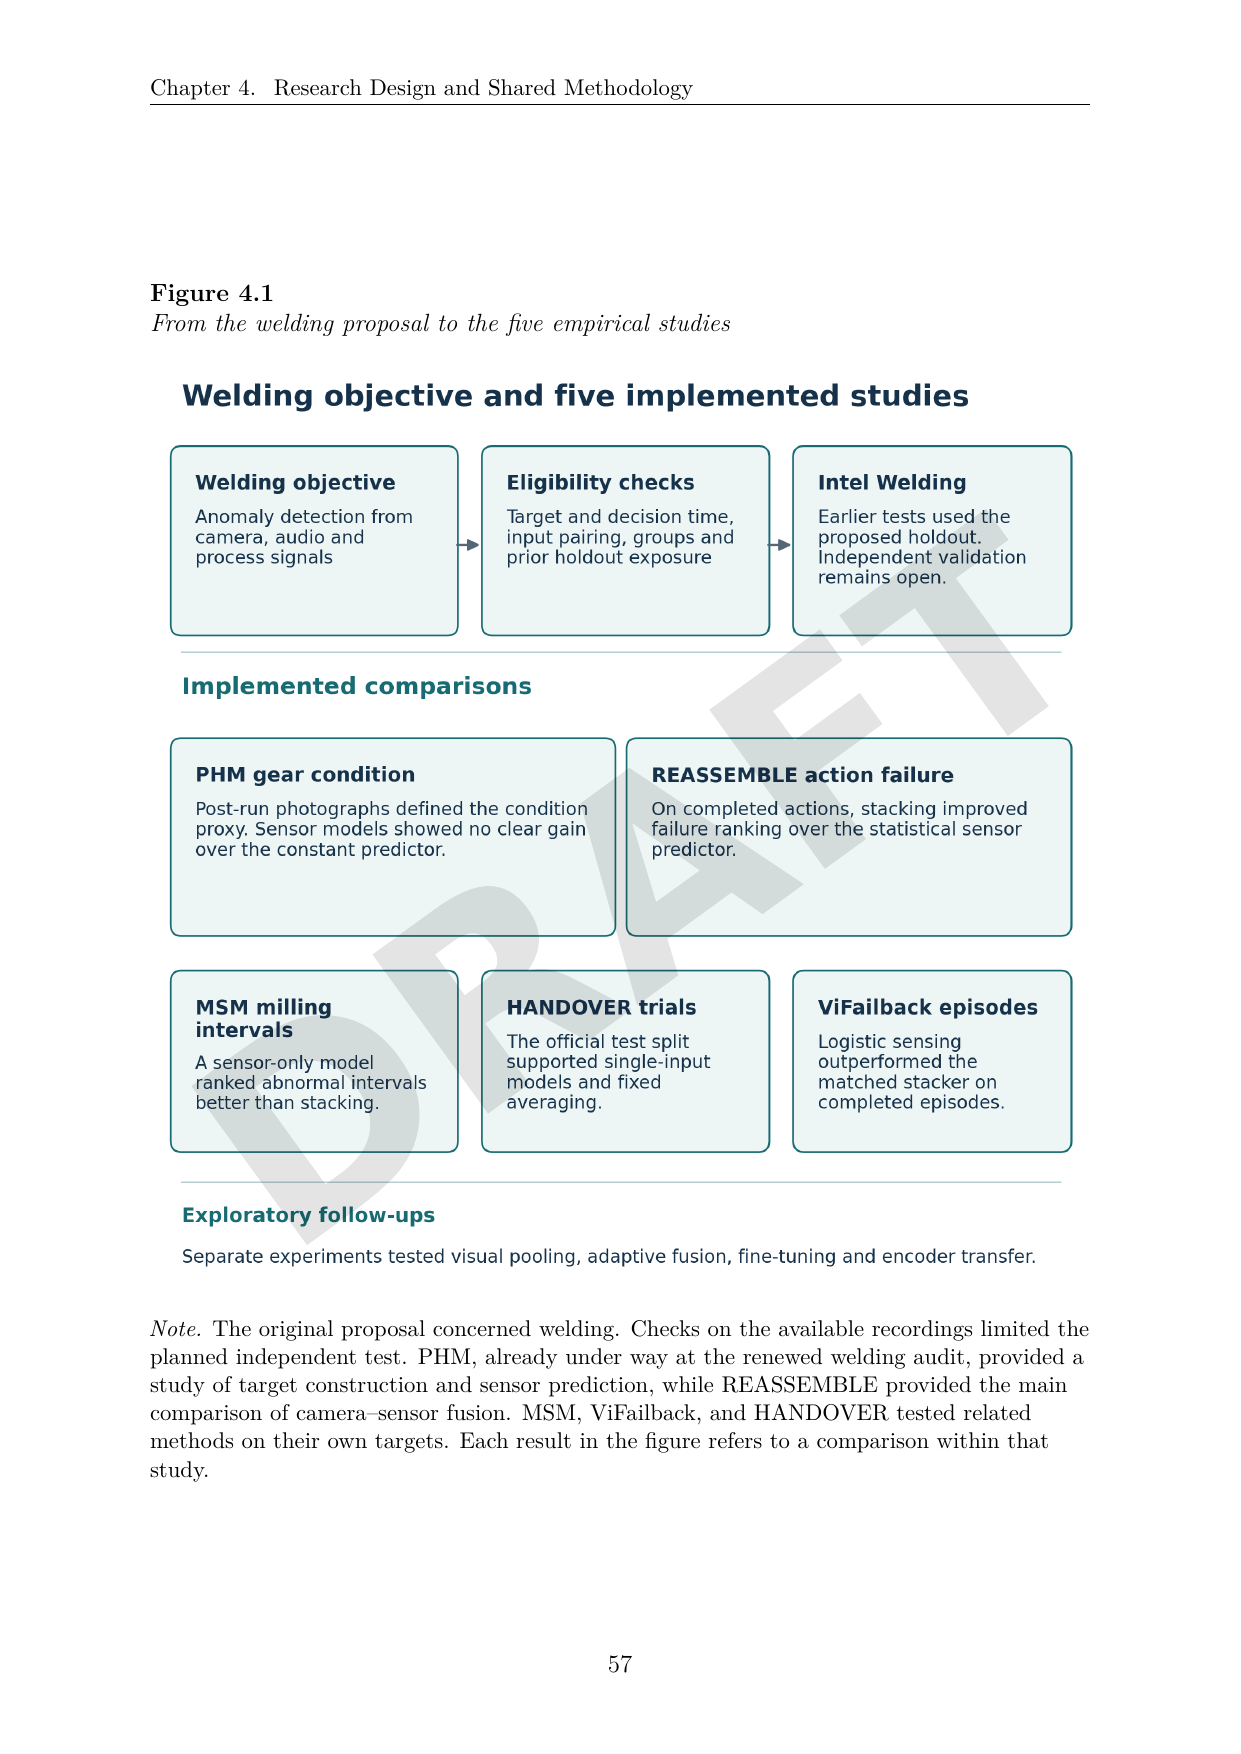 Chapter 4. Research Design and Shared Methodology
Figure 4.1
From the welding proposal to the five empirical studies
Welding objective and five implemented studies
Welding objective
Anomaly detection from
camera, audio and
process signals
Eligibility checks
Target and decision time,
input pairing, groups and
prior holdout exposure
Intel Welding
Earlier tests used the
proposed holdout.
Independent validation
remains open.
Implemented comparisons
PHM gear condition
Post-run photographs defined the condition
proxy. Sensor models showed no clear gain
over the constant predictor.
REASSEMBLE action failure
On completed actions, stacking improved
failure ranking over the statistical sensor
predictor.
MSM milling
intervals
A sensor-only model
ranked abnormal intervals
better than stacking.
HANDOVER trials
The official test split
supported single-input
models and fixed
averaging.
ViFailback episodes
Logistic sensing
outperformed the
matched stacker on
completed episodes.
Exploratory follow-ups
Separate experiments tested visual pooling, adaptive fusion, fine-tuning and encoder transfer.
DRAFT
Note. The original proposal concerned welding. Checks on the available recordings limited the
planned independent test. PHM, already under way at the renewed welding audit, provided a
study of target construction and sensor prediction, while REASSEMBLE provided the main
comparison of camera–sensor fusion. MSM, ViFailback, and HANDOVER tested related
methods on their own targets. Each result in the figure refers to a comparison within that
study.
57